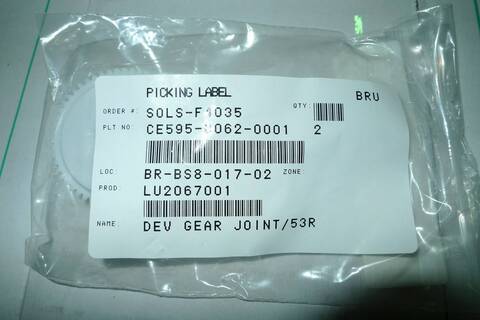 PICKING LABEL
BRU
ORDER #: SOLS-F1035 QTY:
PLT NO: CE595-8062-0001 2
LOC: BR-BS8-017-02 ZONE:
PROD: LU2067001
NAME: DEV GEAR JOINT/53R